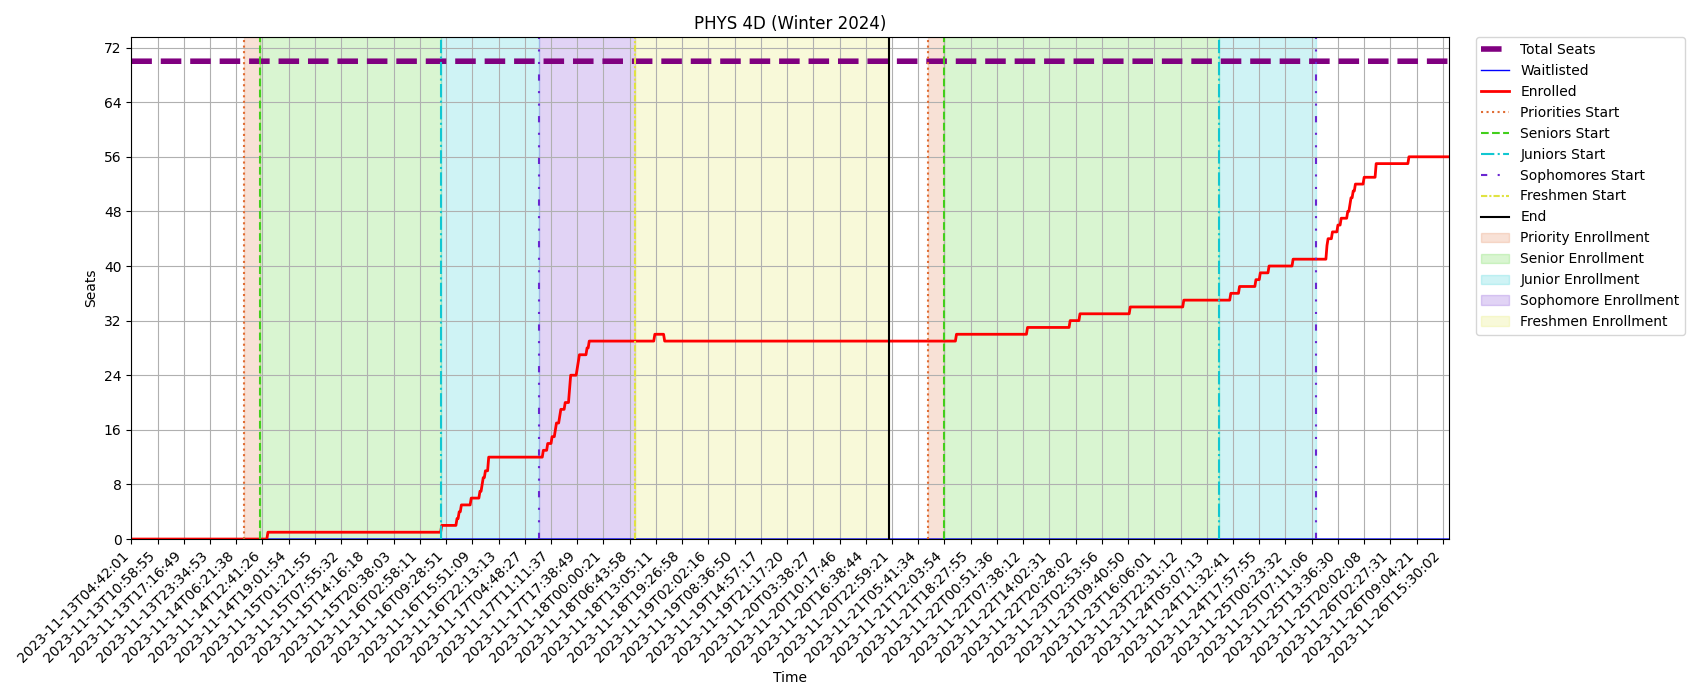 PHYS 4D (Winter 2024)
72
64
56
48
40
32
24
16
8
0
Seats
2023-11-13T04:42:01
2023-11-13T10:58:55
2023-11-13T17:16:49
2023-11-13T23:34:53
2023-11-14T06:21:38
2023-11-14T12:41:26
2023-11-14T19:01:54
2023-11-15T01:21:55
2023-11-15T07:55:32
2023-11-15T14:16:18
2023-11-15T20:38:03
2023-11-16T02:58:11
2023-11-16T09:28:51
2023-11-16T15:51:09
2023-11-16T22:13:13
2023-11-17T04:48:27
2023-11-17T11:11:37
2023-11-17T17:38:49
2023-11-18T00:00:21
2023-11-18T06:43:58
2023-11-18T13:05:11
2023-11-18T19:26:58
2023-11-19T02:02:16
2023-11-19T08:36:50
2023-11-19T14:57:17
2023-11-19T21:17:20
2023-11-20T03:38:27
2023-11-20T10:17:46
2023-11-20T16:38:44
2023-11-20T22:59:21
2023-11-21T05:41:34
2023-11-21T12:03:54
2023-11-21T18:27:55
2023-11-22T00:51:36
2023-11-22T07:38:12
2023-11-22T14:02:31
2023-11-22T20:28:02
2023-11-23T02:53:56
2023-11-23T09:40:50
2023-11-23T16:06:01
2023-11-23T22:31:12
2023-11-24T05:07:13
2023-11-24T11:32:41
2023-11-24T17:57:55
2023-11-25T00:23:32
2023-11-25T07:11:06
2023-11-25T13:36:30
2023-11-25T20:02:08
2023-11-26T02:27:31
2023-11-26T09:04:21
2023-11-26T15:30:02
Time
Total Seats
Waitlisted
Enrolled
Priorities Start
Seniors Start
Juniors Start
Sophomores Start
Freshmen Start
End
Priority Enrollment
Senior Enrollment
Junior Enrollment
Sophomore Enrollment
Freshmen Enrollment